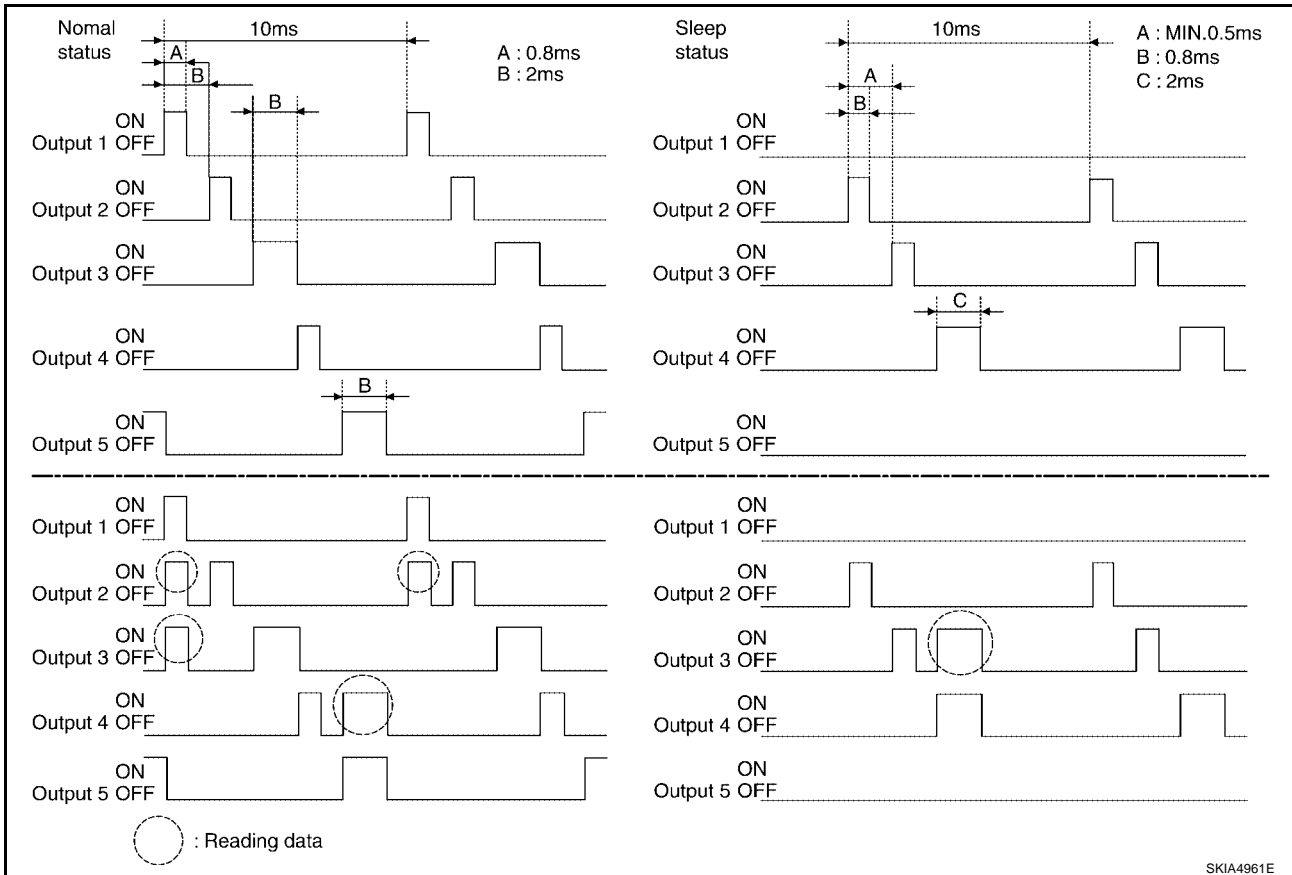 Nomal
status
10ms
A
B
B
A : 0.8ms
B : 2ms
ON
Output 1 OFF
ON
Output 2 OFF
ON
Output 3 OFF
ON
Output 4 OFF
B
ON
Output 5 OFF
Sleep
status
10ms
A
B
A : MIN.0.5ms
B : 0.8ms
C : 2ms
ON
Output 1 OFF
ON
Output 2 OFF
ON
Output 3 OFF
C
ON
Output 4 OFF
ON
Output 5 OFF
ON
Output 1 OFF
ON
Output 2 OFF
ON
Output 3 OFF
ON
Output 4 OFF
ON
Output 5 OFF
: Reading data
ON
Output 1 OFF
ON
Output 2 OFF
ON
Output 3 OFF
ON
Output 4 OFF
ON
Output 5 OFF
SKIA4961E